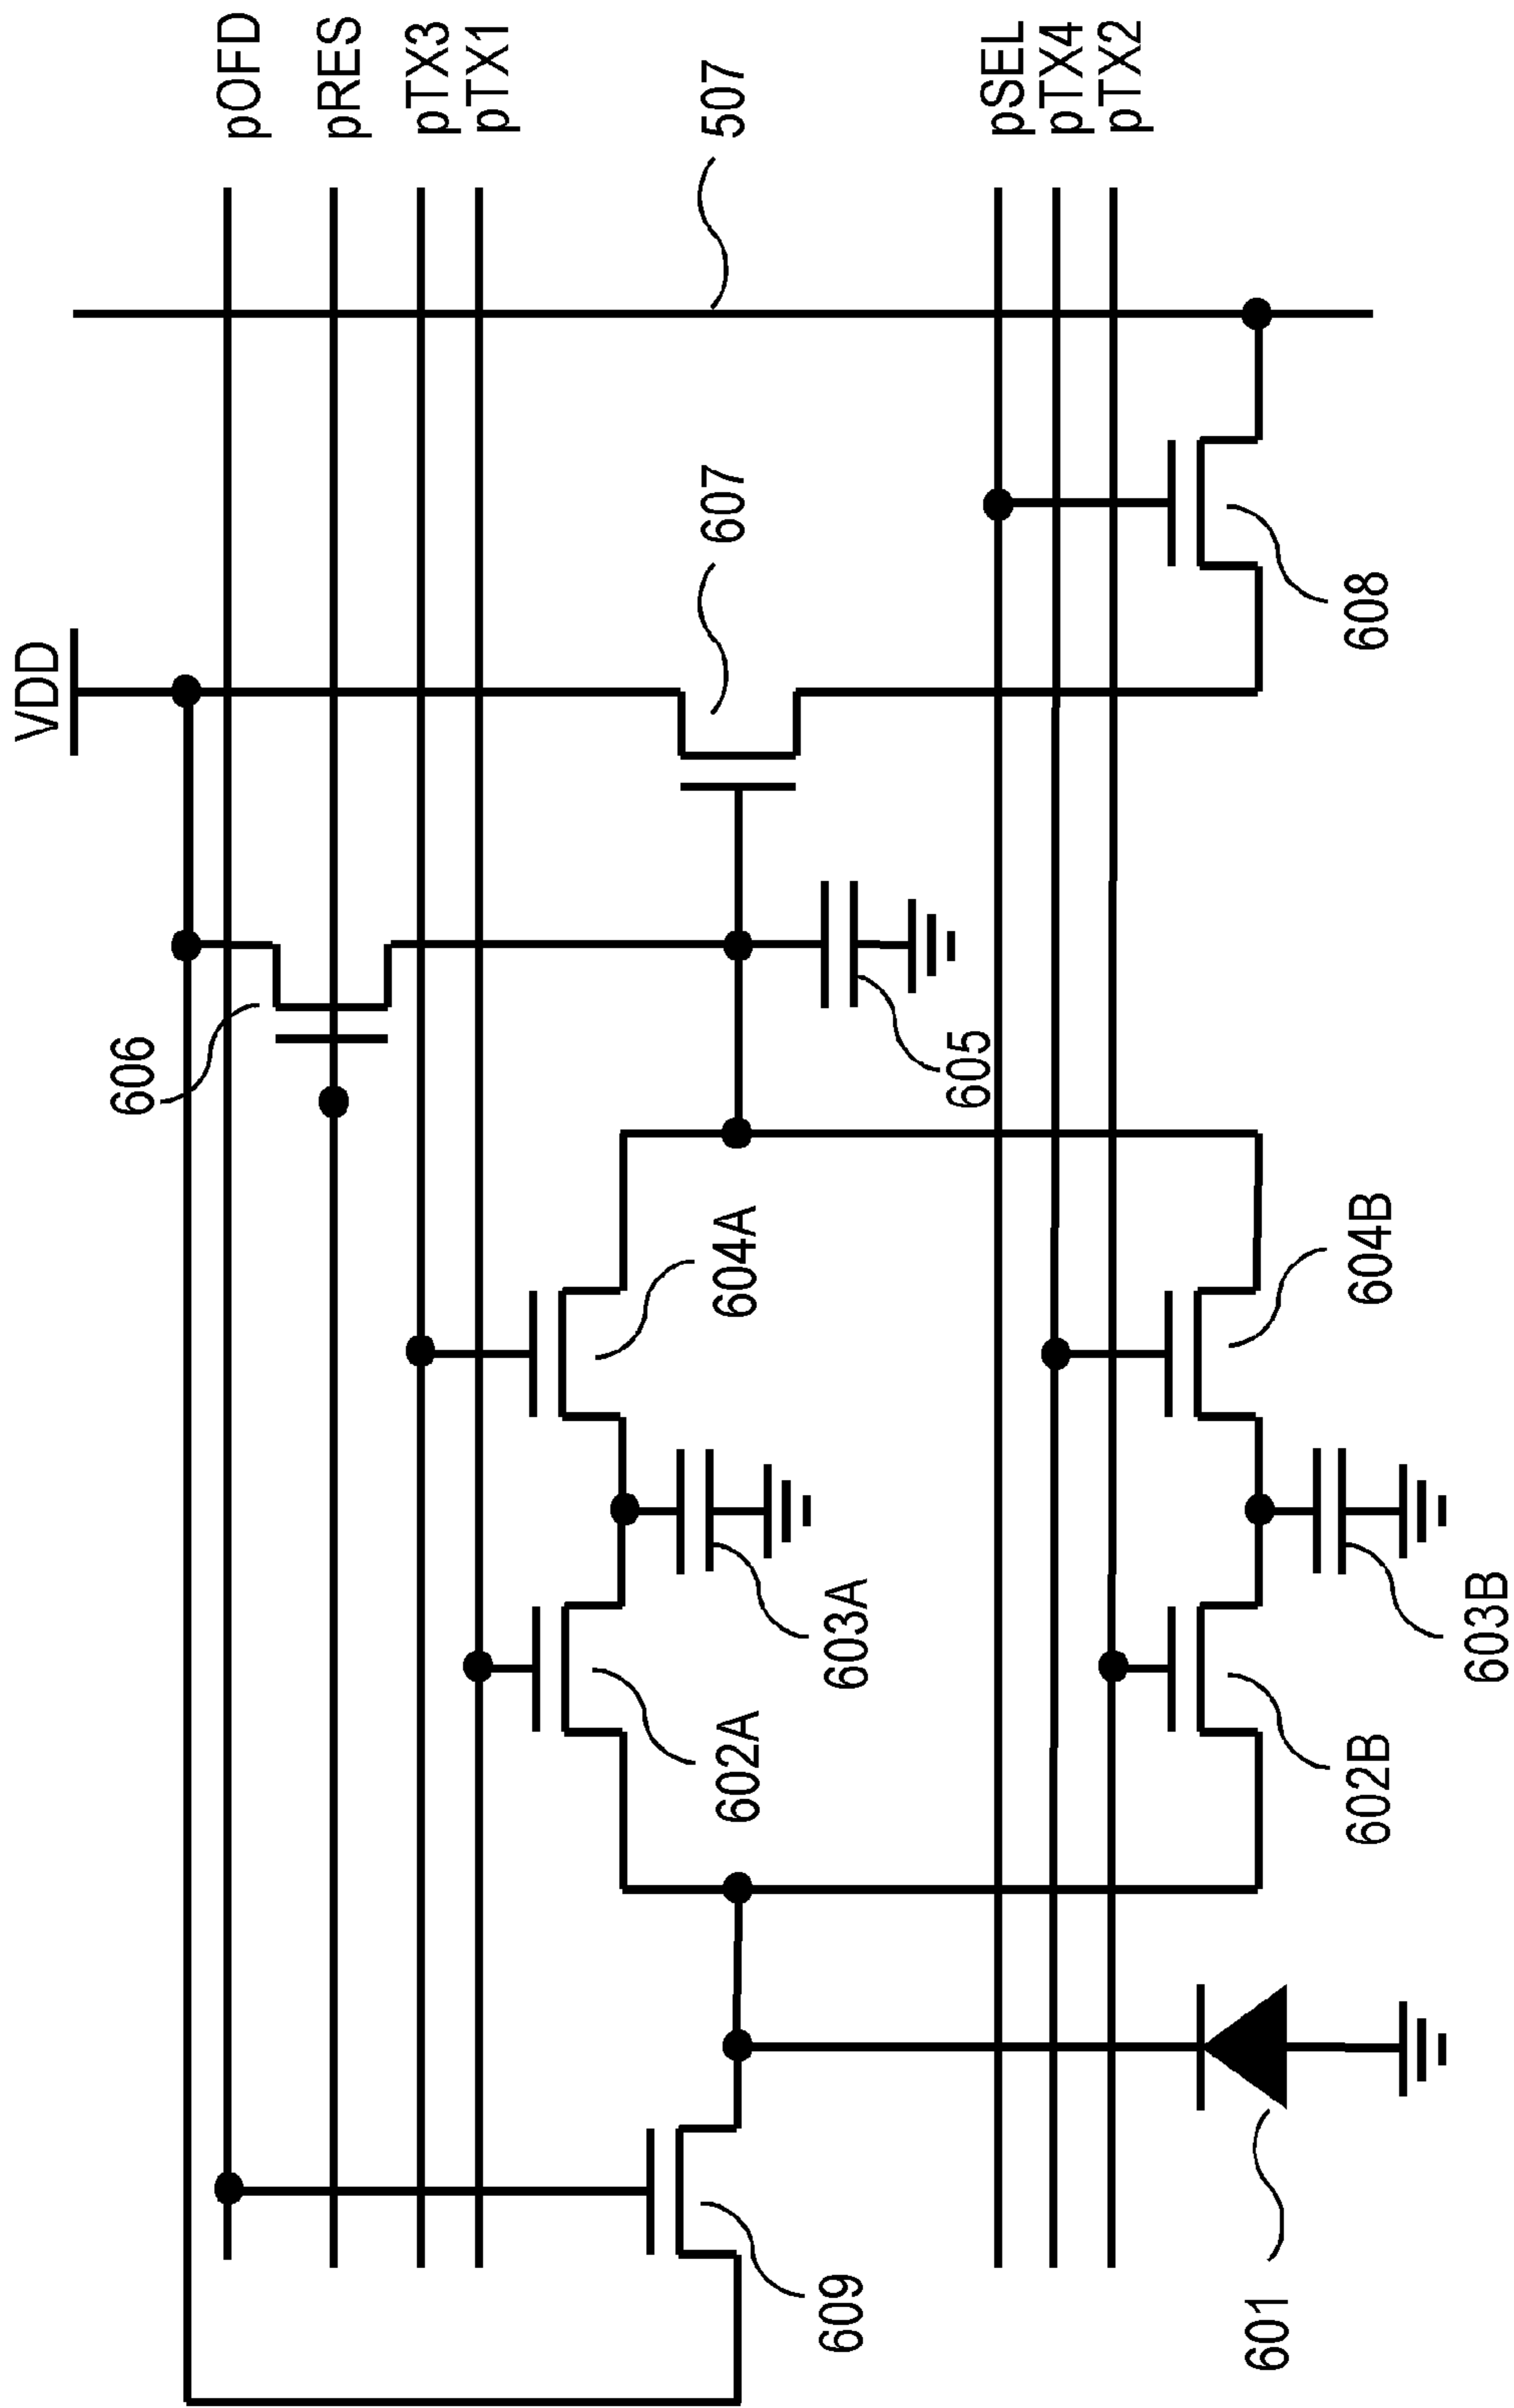 VDD
pOFD
pRES
pTX3
pTX1
507
pSEL
pTX4
pTX2
607
608
606
605
604A
604B
603A
603B
602A
602B
609
601